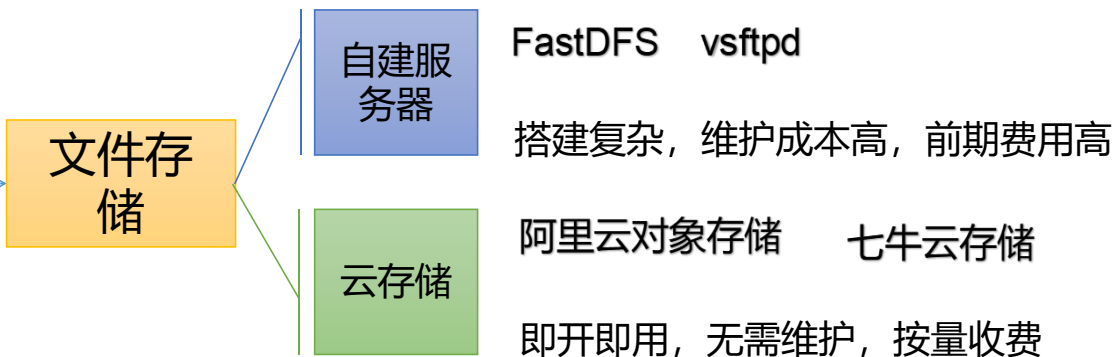 文件存
储
自建服
务器
FastDFS vsftpd
搭建复杂，维护成本高，前期费用高
云存储
阿里云对象存储 七牛云存储
即开即用，无需维护，按量收费